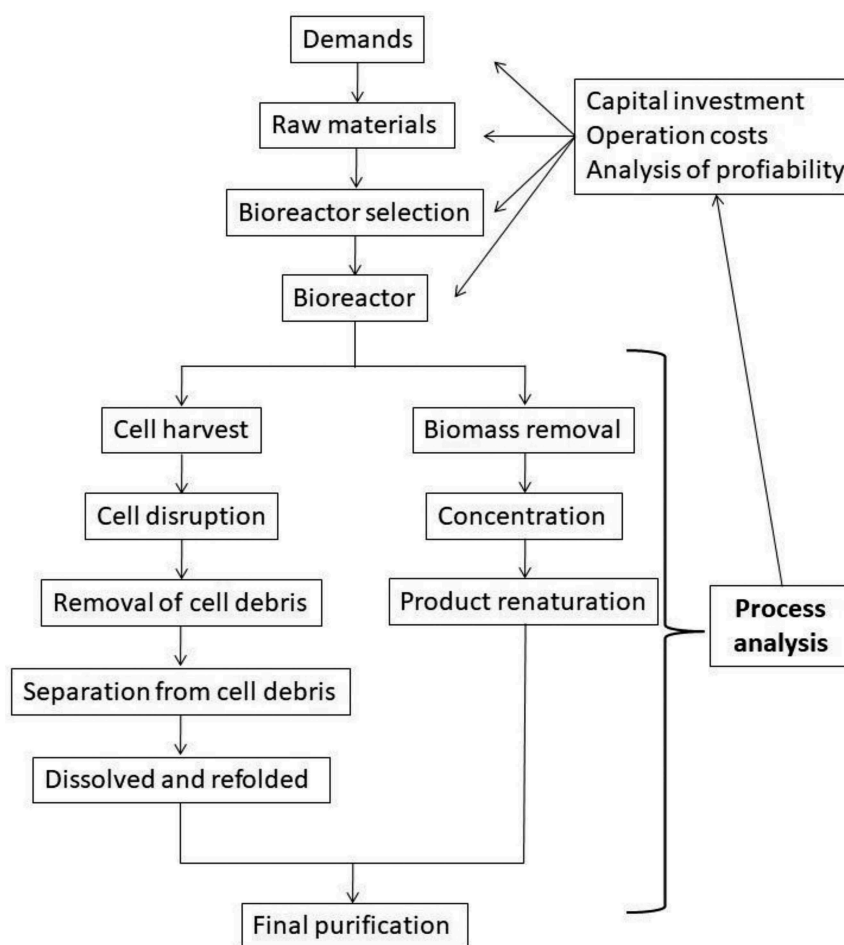 Demands
Raw materials
Bioreactor selection
Bioreactor
Capital investment
Operation costs
Analysis of profiability
Cell harvest
Cell disruption
Removal of cell debris
Separation from cell debris
Dissolved and refolded
Biomass removal
Concentration
Product renaturation
Process
analysis
Final purification